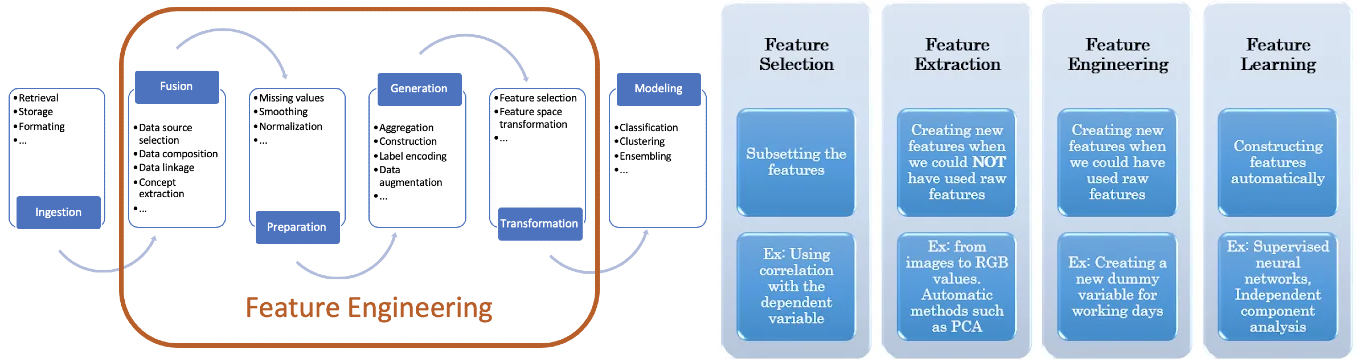 • Retrieval
• Storage
• Formating
• ...
Ingestion
Fusion
• Data source
selection
• Data composition
• Data linkage
• Concept
extraction
• ...
• Missing values
• Smoothing
• Normalization
• ...
Preparation
Generation
• Aggregation
• Construction
• Label encoding
• Data
augmentation
• ...
• Feature selection
• Feature space
transformation
• ...
Transformation
Modeling
• Classification
• Clustering
• Ensembling
• ...
Feature Engineering
Feature
Selection
Subsetting the
features
Ex: Using
correlation
with the
dependent
variable
Feature
Extraction
Creating new
features when
we could NOT
have used raw
features
Ex: from
images to RGB
values.
Automatic
methods such
as PCA
Feature
Engineering
Creating new
features when
we could have
used raw
features
Ex: Creating a
new dummy
variable for
working days
Feature
Learning
Constructing
features
automatically
Ex: Supervised
neural
networks,
Independent
component
analysis